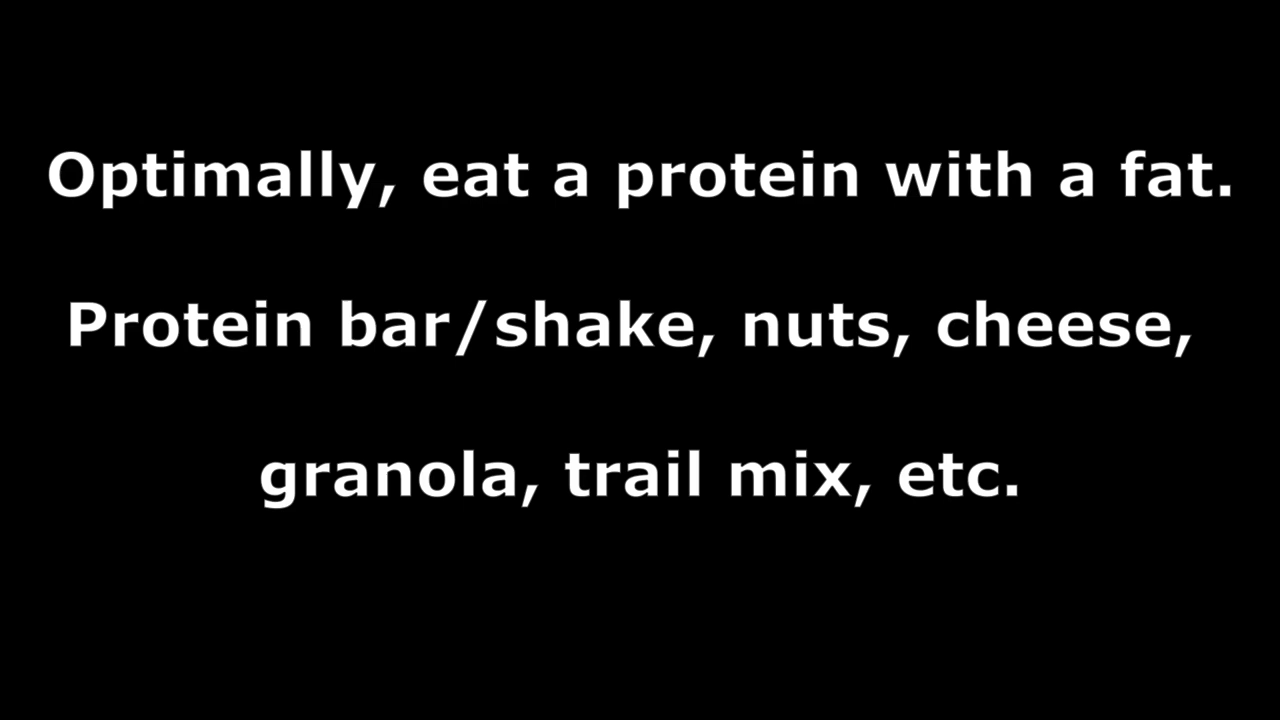 Optimally, eat a protein with a fat.
Protein bar/shake, nuts, cheese,
granola, trail mix, etc.